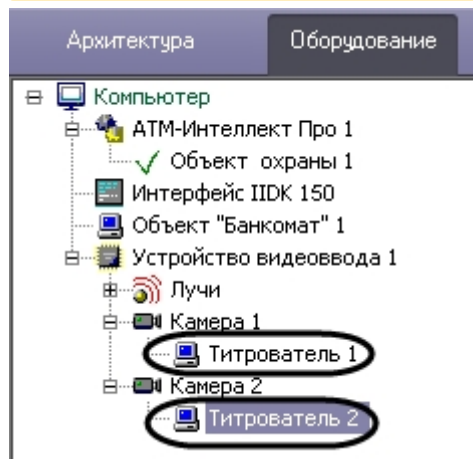 Архитектура
Оборудование
Компьютер
АТМ-Интеллект Про 1
Объект охраны 1
Интерфейс IIDK 150
Объект "Банкомат" 1
Устройство видеоввода 1
Лучи
Камера 1
Титрователь 1
Камера 2
Титрователь 2